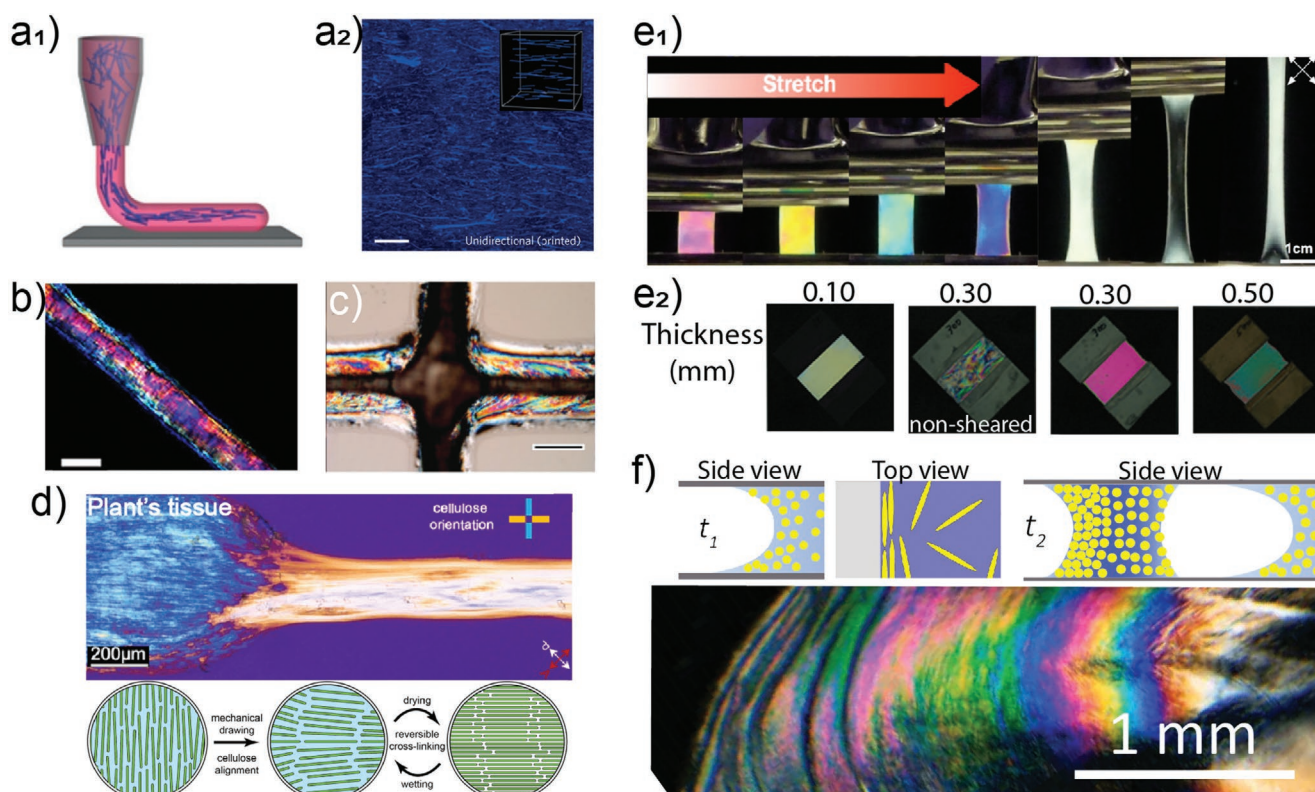 a1)
a2)
Unidirectional (printed)
b)
c)
d)
Plant's tissue
cellulose
orientation
200µm
mechanical
drawing
cellulose
alignment
drying
reversible
cross-linking
wetting
e1)
Stretch
1cm
e2)
0.10 0.30 0.30 0.50
Thickness
(mm)
non-sheared
f)
Side view Top view Side view
t1
t2
1 mm